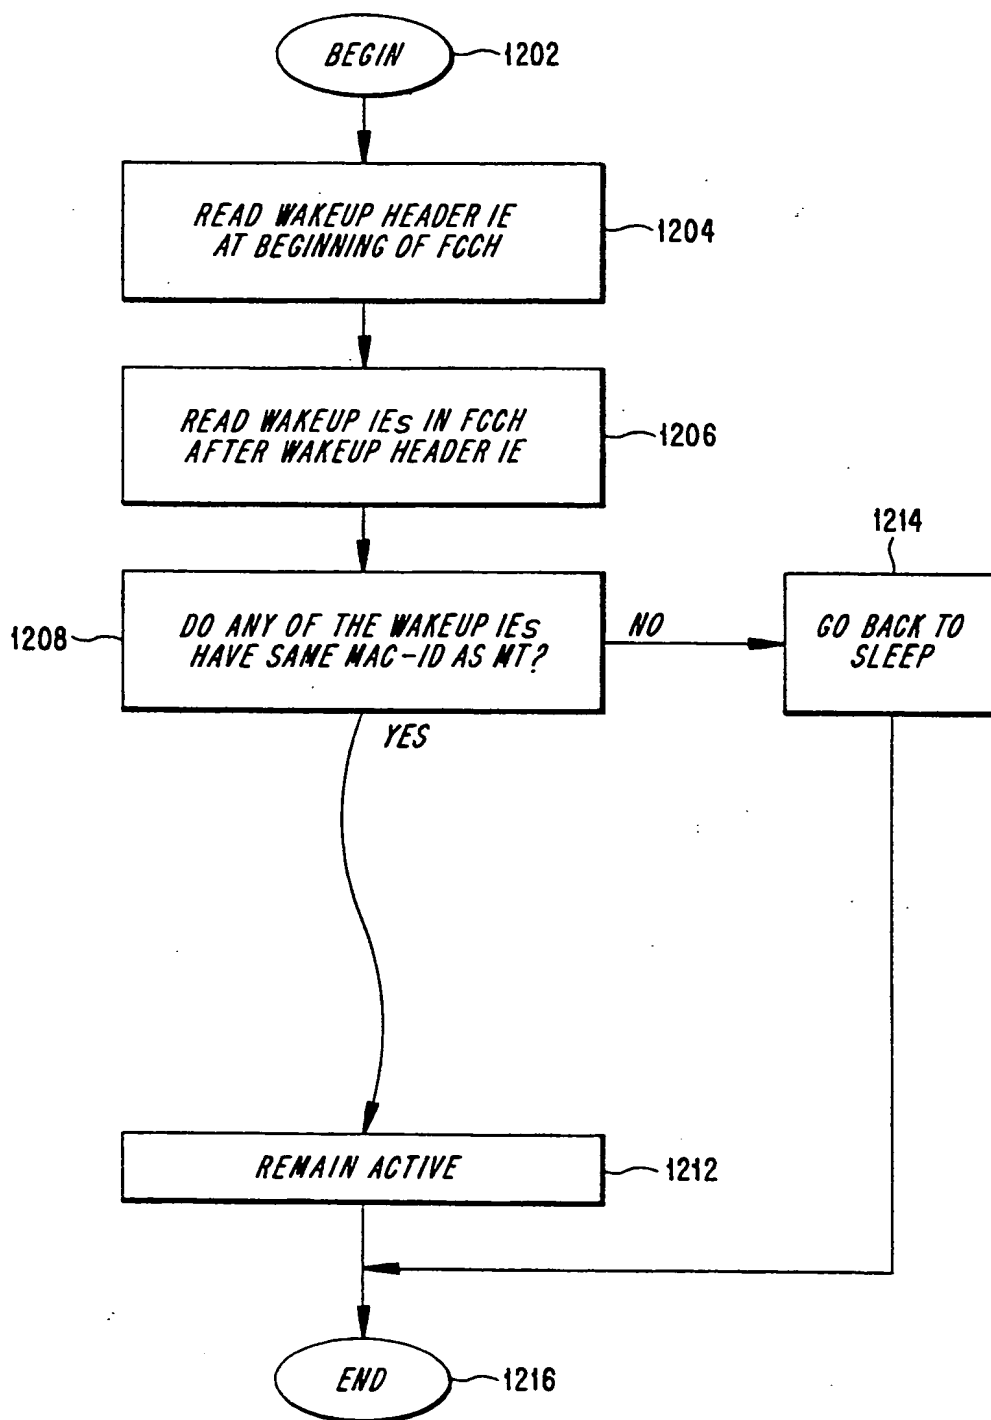 BEGIN
1202
READ WAKEUP HEADER IE
AT BEGINNING OF FCCH
1204
READ WAKEUP IEs IN FCCH
AFTER WAKEUP HEADER IE
1206
1208
DO ANY OF THE WAKEUP IEs
HAVE SAME MAC-ID AS MT?
NO
1214
GO BACK TO
SLEEP
YES
REMAIN ACTIVE
1212
END
1216